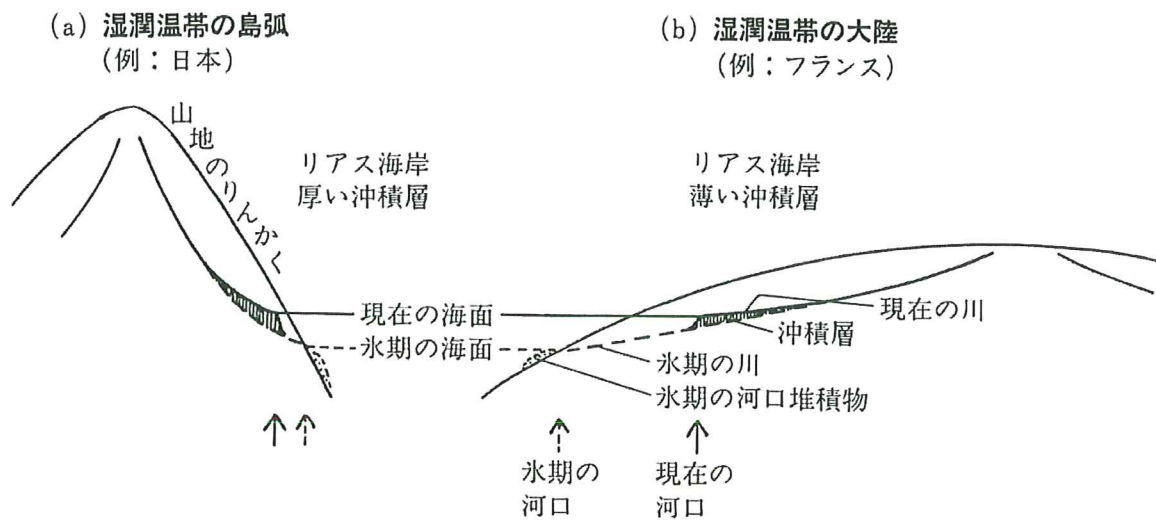 (a) 湿潤温帯の島弧
(例：日本)
山地のりんかく
リアス海岸
厚い沖積層
(b) 湿潤温帯の大陸
(例：フランス)
リアス海岸
薄い沖積層
現在の海面
氷期の海面
現在の川
沖積層
氷期の川
氷期の河口堆積物
氷期の
河口
現在の
河口